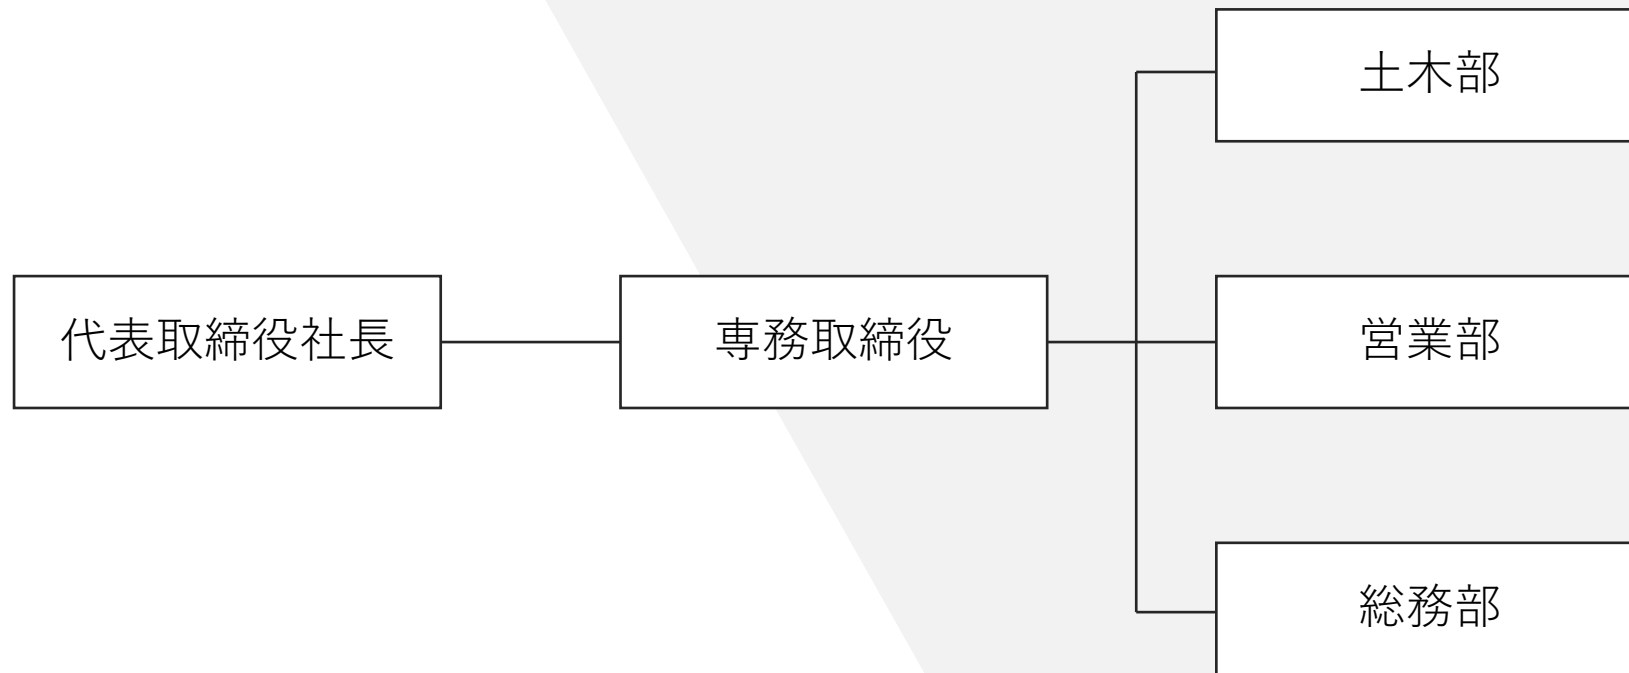 土木部
代表取締役社長
専務取締役
営業部
総務部